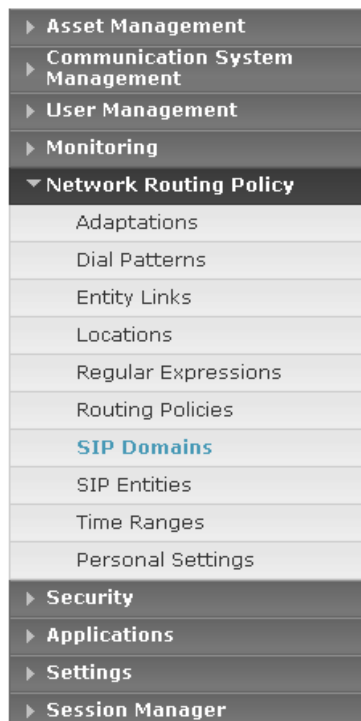 Asset Management
Communication System
Management
User Management
Monitoring
Network Routing Policy
Adaptations
Dial Patterns
Entity Links
Locations
Regular Expressions
Routing Policies
SIP Domains
SIP Entities
Time Ranges
Personal Settings
Security
Applications
Settings
Session Manager